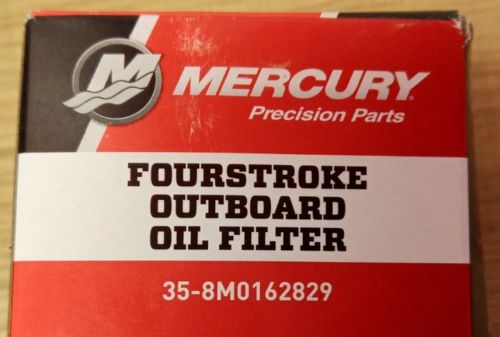 MERCURY
Precision Parts
FOURSTROKE
OUTBOARD
OIL FILTER
35-8M0162829